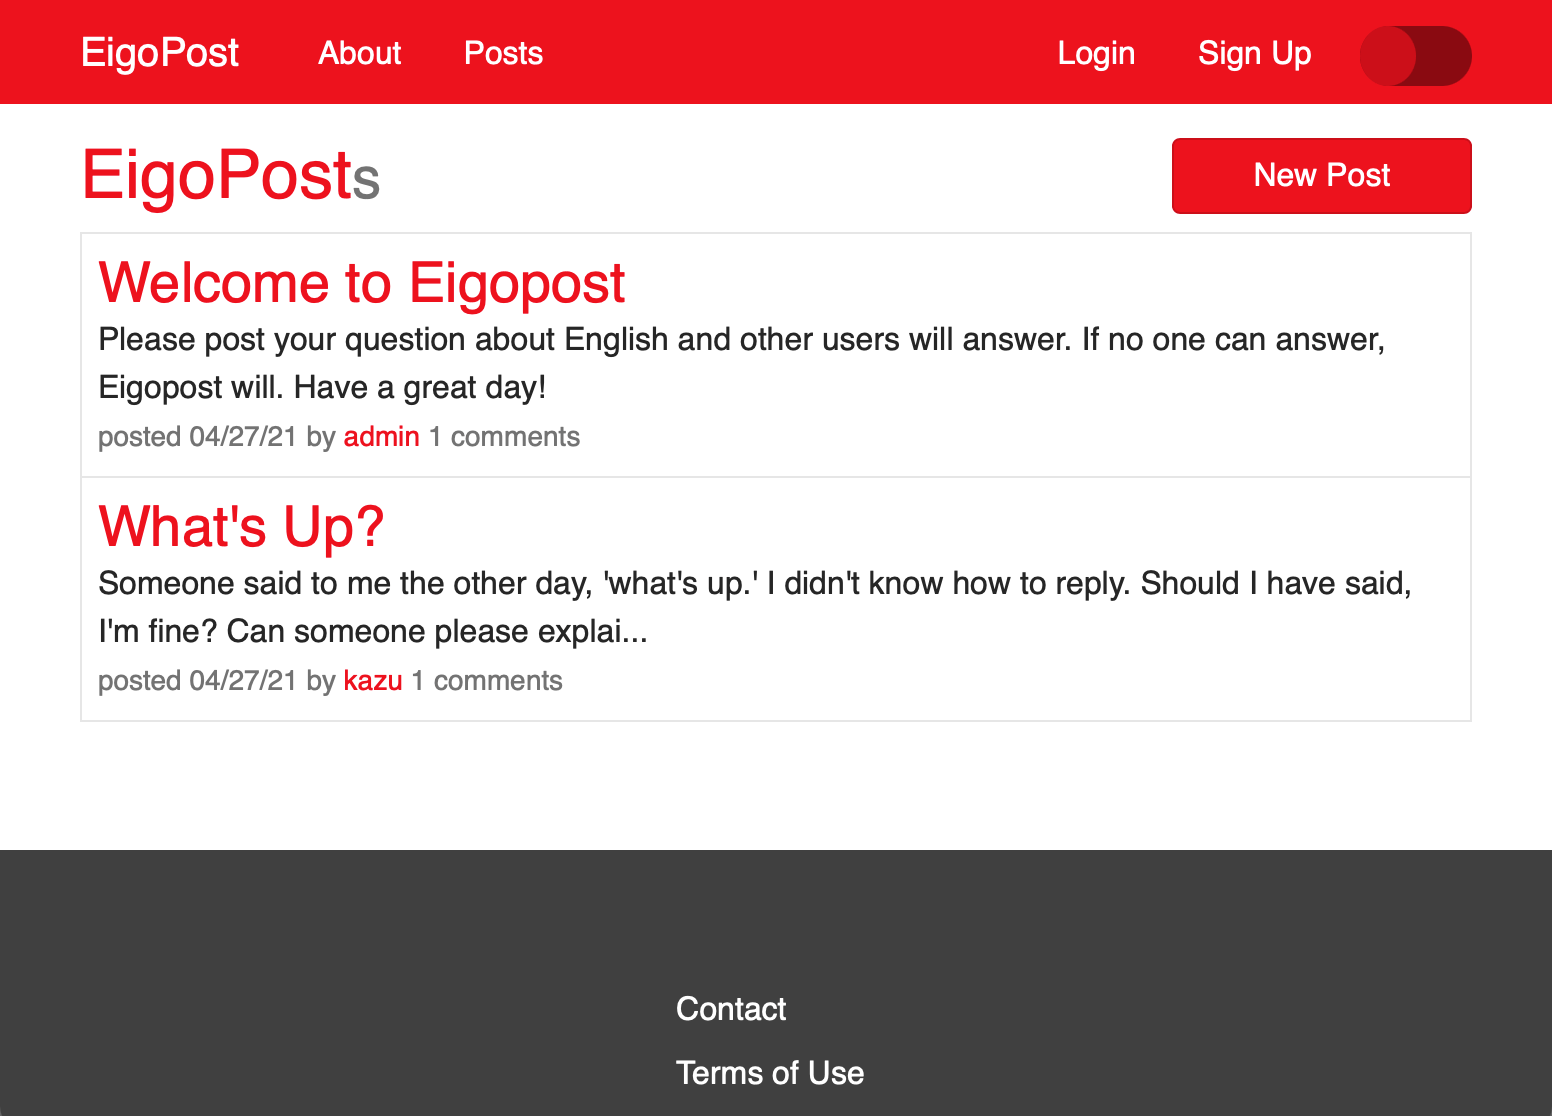 EigoPost About Posts Login Sign Up
EigoPosts New Post
Welcome to Eigopost
Please post your question about English and other users will answer. If no one can answer,
Eigopost will. Have a great day!
posted 04/27/21 by admin 1 comments
What's Up?
Someone said to me the other day, 'what's up.' I didn't know how to reply. Should I have said,
I'm fine? Can someone please explai...
posted 04/27/21 by kazu 1 comments
Contact
Terms of Use